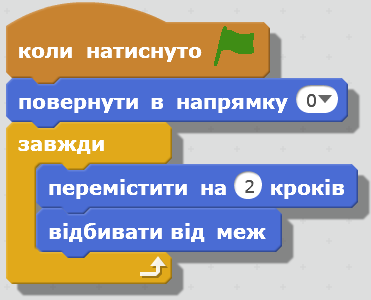 коли натиснуто
повернути в напрямку 0
завжди
перемістити на 2 кроків
відбивати від меж